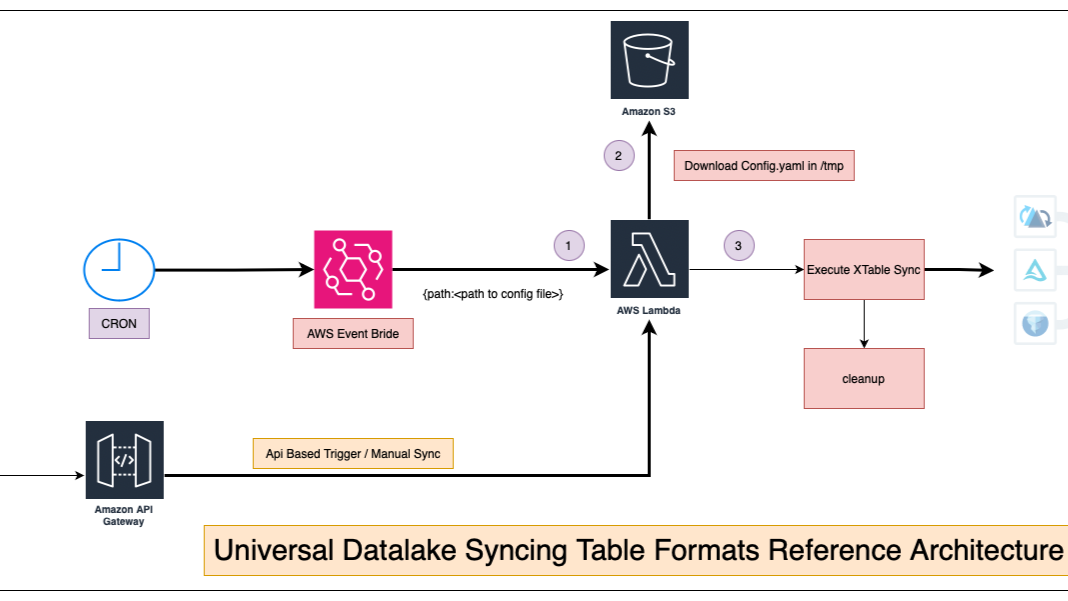 Amazon S3
2
Download Config.yaml in /tmp
1
3
CRON
AWS Event Bride
{path:<path to config file>}
AWS Lambda
Execute XTable Sync
cleanup
</>
Api Based Trigger / Manual Sync
Amazon API
Gateway
Universal Datalake Syncing Table Formats Reference Architecture